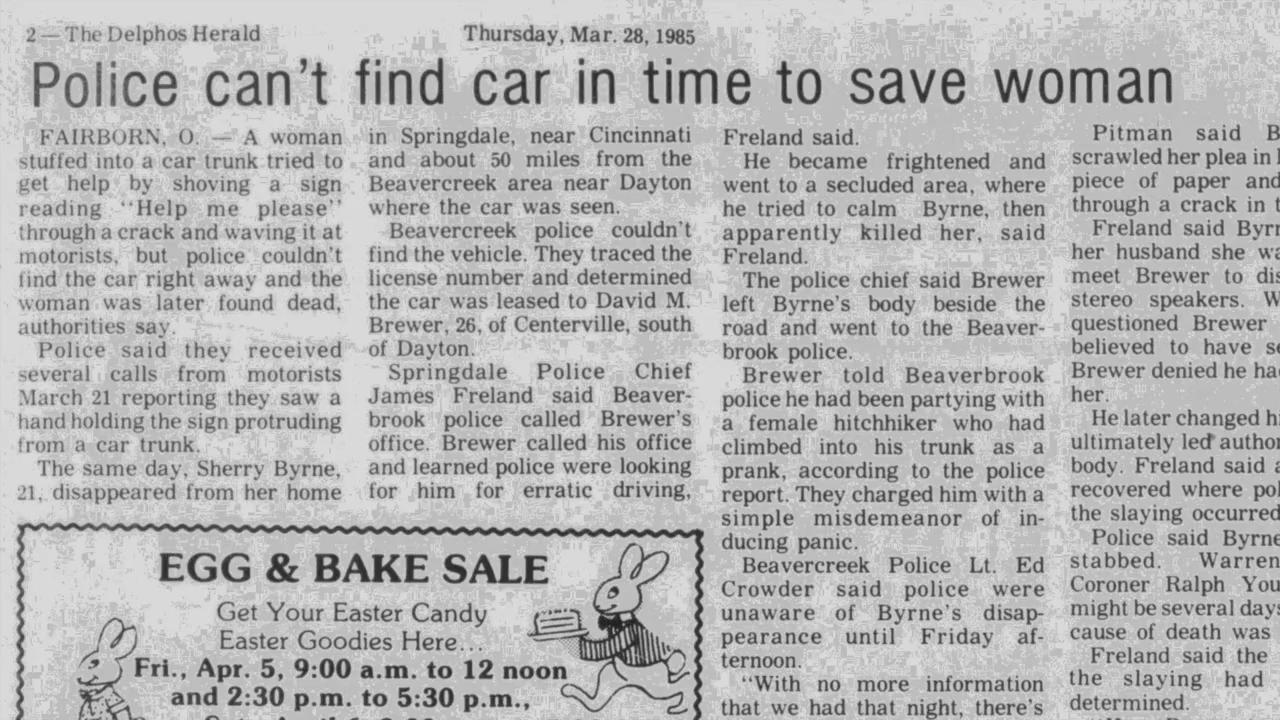 2 — The Delphos Herald
Thursday, Mar. 28, 1985
Police can't find car in time to save woman
FAIRBORN, O. — A woman
stuffed into a car trunk tried to
get help by shoving a sign
reading ''Help me please''
through a crack and waving it at
motorists, but police couldn't
find the car right away and the
woman was later found dead,
authorities say.
Police said they received
several calls from motorists
March 21 reporting they saw a
hand holding the sign protruding
from a car trunk.
The same day, Sherry Byrne,
21, disappeared from her home
in Springdale, near Cincinnati
and about 50 miles from the
Beavercreek area near Dayton
where the car was seen.
Beavercreek police couldn't
find the vehicle. They traced the
license number and determined
the car was leased to David M.
Brewer, 26, of Centerville, south
of Dayton.
Springdale Police Chief
James Freland said Beaver-
brook police called Brewer's
office. Brewer called his office
and learned police were looking
for him for erratic driving,
Freland said.
He became frightened and
went to a secluded area, where
he tried to calm Byrne, then
apparently killed her, said
Freland.
The police chief said Brewer
left Byrne's body beside the
road and went to the Beaver-
brook police.
Brewer told Beaverbrook
police he had been partying with
a female hitchhiker who had
climbed into his trunk as a
prank, according to the police
report. They charged him with a
simple misdemeanor of in-
ducing panic.
Beavercreek Police Lt. Ed
Crowder said police were
unaware of Byrne's disap-
pearance until Friday af-
ternoon.
"With no more information
that we had that night, there's
Pitman said B
scrawled her plea in
piece of paper and
through a crack in t
Freland said Byrn
her husband she wa
meet Brewer to dis
stereo speakers. W
questioned Brewer
believed to have se
Brewer denied he had
her.
He later changed hi
ultimately led author
body. Freland said a
recovered where pol
the slaying occurred
Police said Byrne
stabbed. Warren
Coroner Ralph You
might be several days
cause of death was
Freland said the
the slaying had
determined.
EGG & BAKE SALE
Get Your Easter Candy
Easter Goodies Here...
Fri., Apr. 5, 9:00 a.m. to 12 noon
and 2:30 p.m. to 5:30 p.m.,